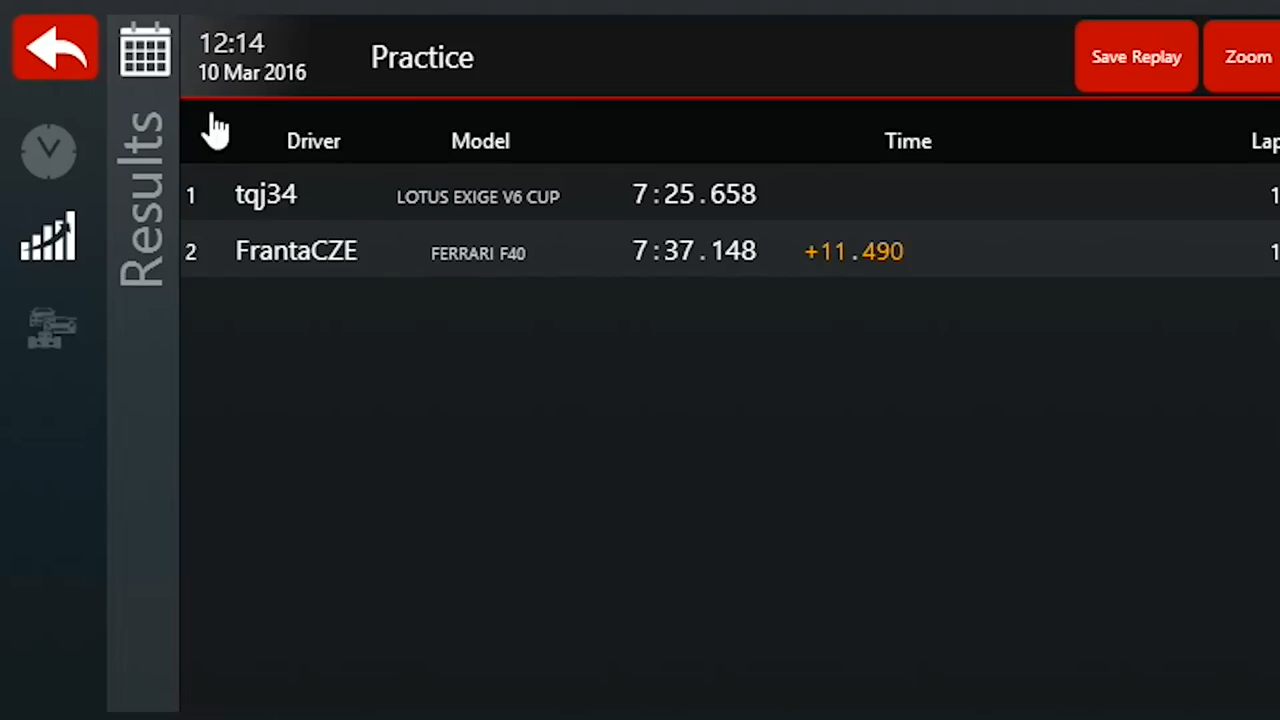 12:14
10 Mar 2016
Practice
Save Replay
Zoom
Results
Driver Model Time Lap
1 tqj34 LOTUS EXIGE V6 CUP 7:25.658 1
2 FrantaCZE FERRARI F40 7:37.148 +11.490 1